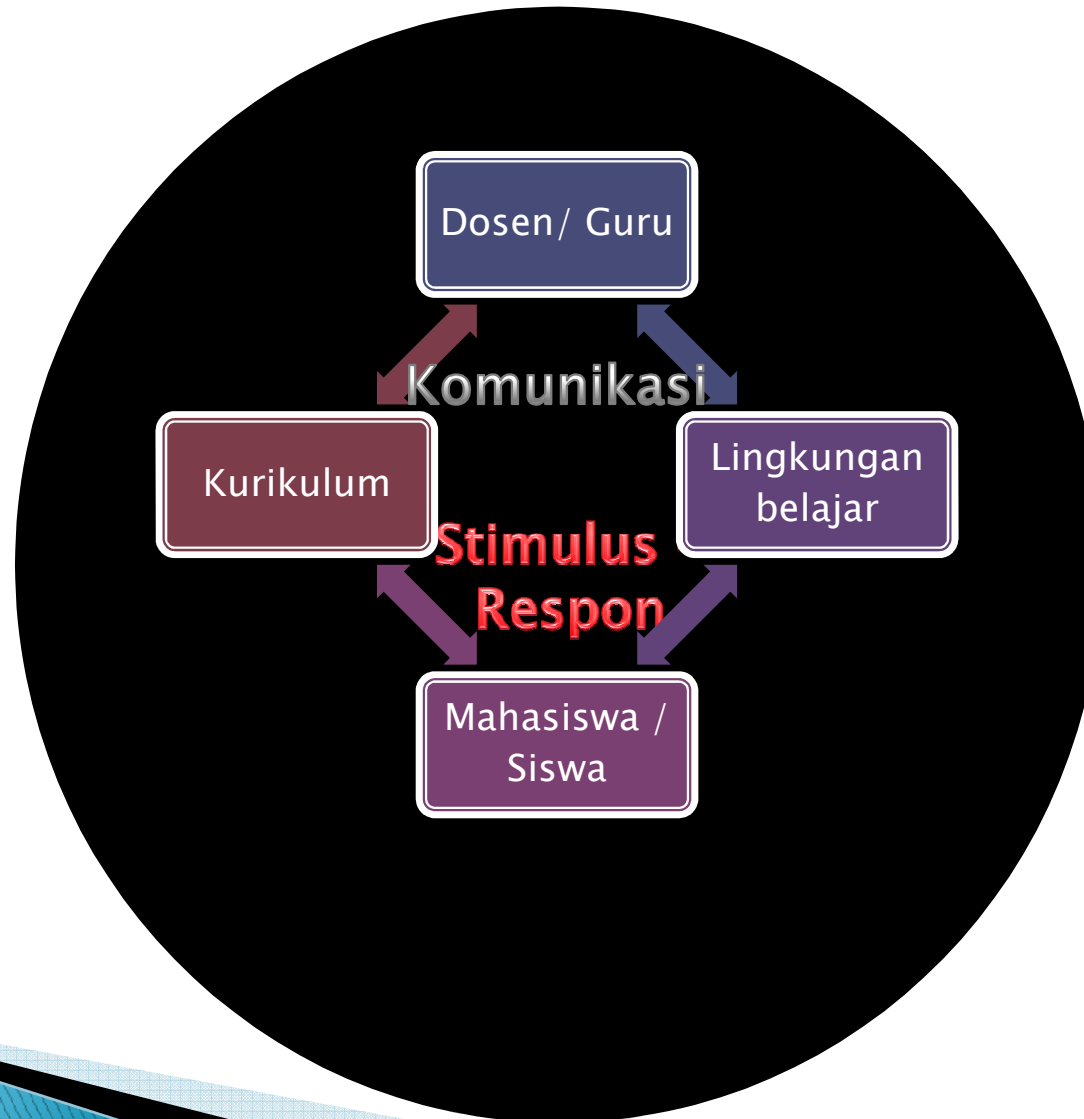 Dosen/ Guru
Komunikasi
Kurikulum
Lingkungan
belajar
Stimulus
Respon
Mahasiswa /
Siswa